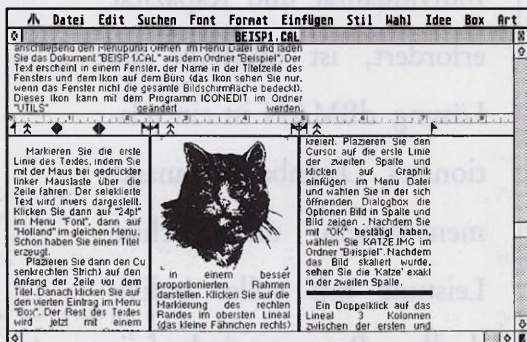 Datei Edit Suchen Font Format Einfügen Stil Wahl Idee Box Art
BEISP1.CAL
anschließend den Menüpunkt Öffnen im Menü Datei und laden
Sie das Dokument "BEISP1.CAL" aus dem Ordner "Beispiel". Der
Text erscheint in einem Fenster, der Name in der Titelzeile des
Fensters und dem Ikon auf dem Büro (das Ikon sehen Sie nur,
wenn das Fenster nicht die gesamte Bildschirmfläche bedeckt).
Dieses Ikon kann mit dem Programm ICONEDIT im Ordner
"UTILS" geändert werden.
Markieren Sie die erste
Linie des Textes, indem Sie
mit der Maus bei gedrückter
linker Maustaste über die
Zeile fahren. Der selektierte
Text wird invers dargestellt.
Klicken Sie dann auf "24pt"
im Menü "Font", dann auf
"Holland" im gleichen Menü.
Schon haben Sie einen Titel
erzeugt.
Plazieren Sie dann den Cu
senkrechten Strich) auf den
Anfang der Zeile vor dem
Titel. Danach klicken Sie auf
den vierten Eintrag im Menü
"Box". Der Rest des Textes
wird jetzt mit einem
in einem besser
proportionierten Rahmen
darstellen. Klicken Sie auf die
Markierung des rechten
Randes im obersten Lineal
(das kleine Fähnchen rechts)
kreiert. Plazieren Sie den
Cursor auf die erste Linie
der zweiten Spalte und
klicken auf Graphik
einfügen im Menü Datei
und wählen Sie in der sich
öffnenden Dialogbox die
Optionen Bild in Spalte und
Bild zeigen . Nachdem Sie
mit "OK" bestätigt haben,
wählen Sie KATZE.IMG im
Ordner "Beispiel". Nachdem
das Bild skaliert wurde,
sehen Sie die 'Katze' exakt
in der zweiten Spalte.
Ein Doppelklick auf das
Lineal 3 Kolonnen
zwischen der ersten und